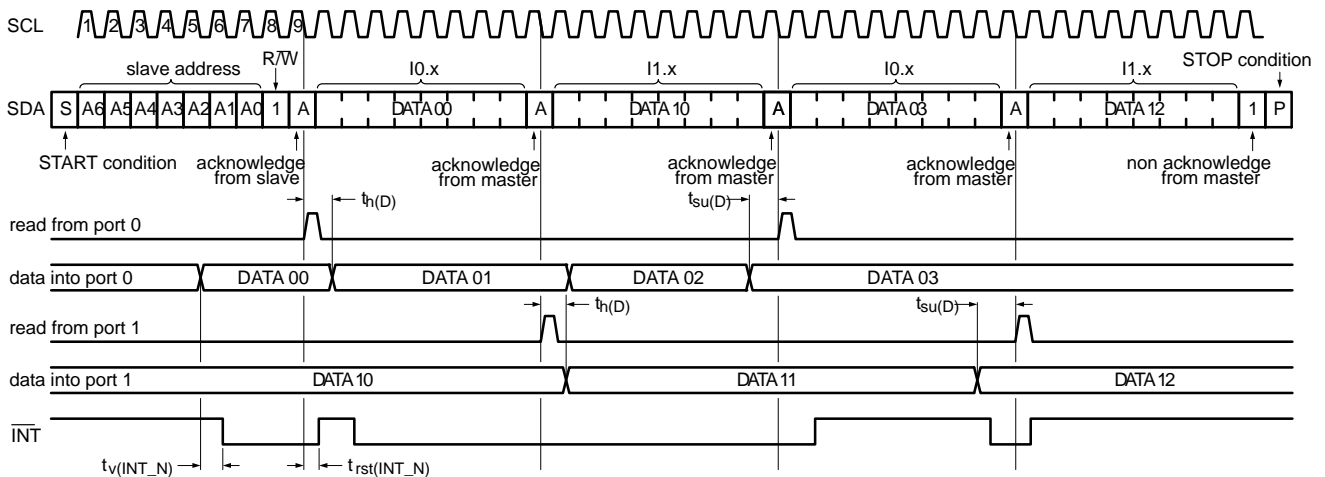 SCL 1 2 3 4 5 6 7 8 9
R/W
STOP condition
slave address I0.x I1.x I0.x I1.x
SDA S A6 A5 A4 A3 A2 A1 A0 1 A DATA 00 A DATA 10 A DATA 03 A DATA 12 1 P
START condition
acknowledge from slave
acknowledge from master
acknowledge from master
acknowledge from master
non acknowledge from master
th(D) tsu(D)
read from port 0
data into port 0 DATA 00 DATA 01 DATA 02 DATA 03
th(D) tsu(D)
read from port 1
data into port 1 DATA 10 DATA 11 DATA 12
INT
tv(INT_N) trst(INT_N)